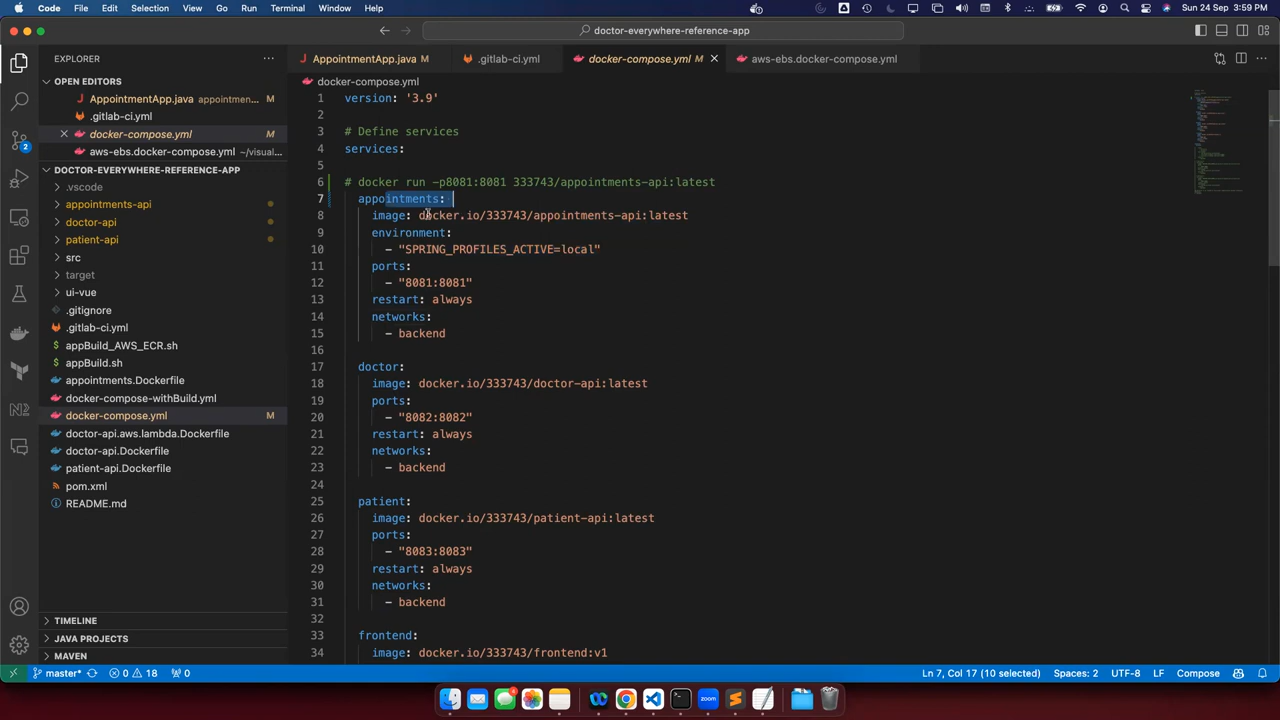 Code File Edit Selection View Go Run Terminal Window Help Sun 24 Sep 3:59 PM
doctor-everywhere-reference-app
EXPLORER
AppointmentApp.java M
.gitlab-ci.yml
docker-compose.yml M
aws-ebs.docker-compose.yml
OPEN EDITORS
AppointmentApp.java appointmen... M
.gitlab-ci.yml
docker-compose.yml M
aws-ebs.docker-compose.yml ~/visual...
DOCTOR-EVERYWHERE-REFERENCE-APP
.vscode
appointments-api
doctor-api
patient-api
src
target
ui-vue
.gitignore
.gitlab-ci.yml
appBuild_AWS_ECR.sh
appBuild.sh
appointments.Dockerfile
docker-compose-withBuild.yml
docker-compose.yml M
doctor-api.aws.lambda.Dockerfile
doctor-api.Dockerfile
patient-api.Dockerfile
pom.xml
README.md
TIMELINE
JAVA PROJECTS
MAVEN
docker-compose.yml
1 version: '3.9'
2
3 # Define services
4 services:
5
6 # docker run -p8081:8081 333743/appointments-api:latest
7 appointments:
8 image: docker.io/333743/appointments-api:latest
9 environment:
10 - "SPRING_PROFILES_ACTIVE=local"
11 ports:
12 - "8081:8081"
13 restart: always
14 networks:
15 - backend
16
17 doctor:
18 image: docker.io/333743/doctor-api:latest
19 ports:
20 - "8082:8082"
21 restart: always
22 networks:
23 - backend
24
25 patient:
26 image: docker.io/333743/patient-api:latest
27 ports:
28 - "8083:8083"
29 restart: always
30 networks:
31 - backend
32
33 frontend:
34 image: docker.io/333743/frontend:v1
master* 0 18 0 Ln 7, Col 17 (10 selected) Spaces: 2 UTF-8 LF Compose